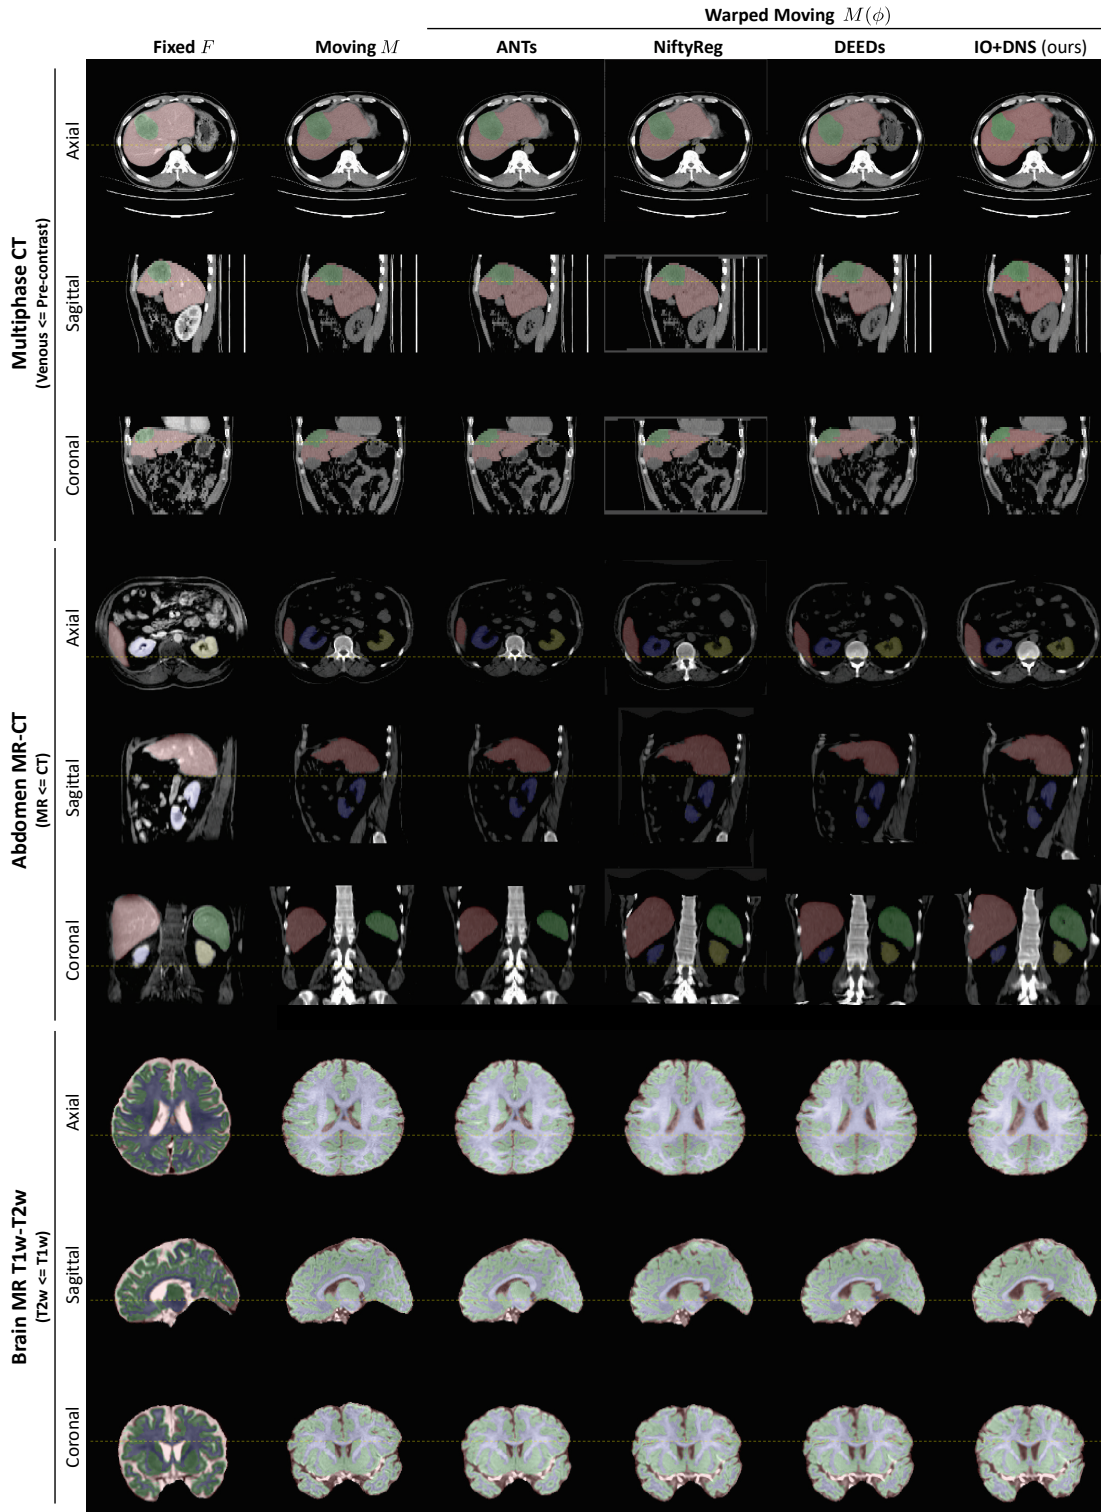 Warped Moving M(ϕ)
Fixed F
Moving M
ANTs
NiftyReg
DEEDs
IO+DNS (ours)
Multiphase CT
(Venous <= Pre-contrast)
Axial
Sagittal
Coronal
Abdomen MR-CT
(MR <= CT)
Axial
Sagittal
Coronal
Brain MR T1w-T2w
(T2w <= T1w)
Axial
Sagittal
Coronal